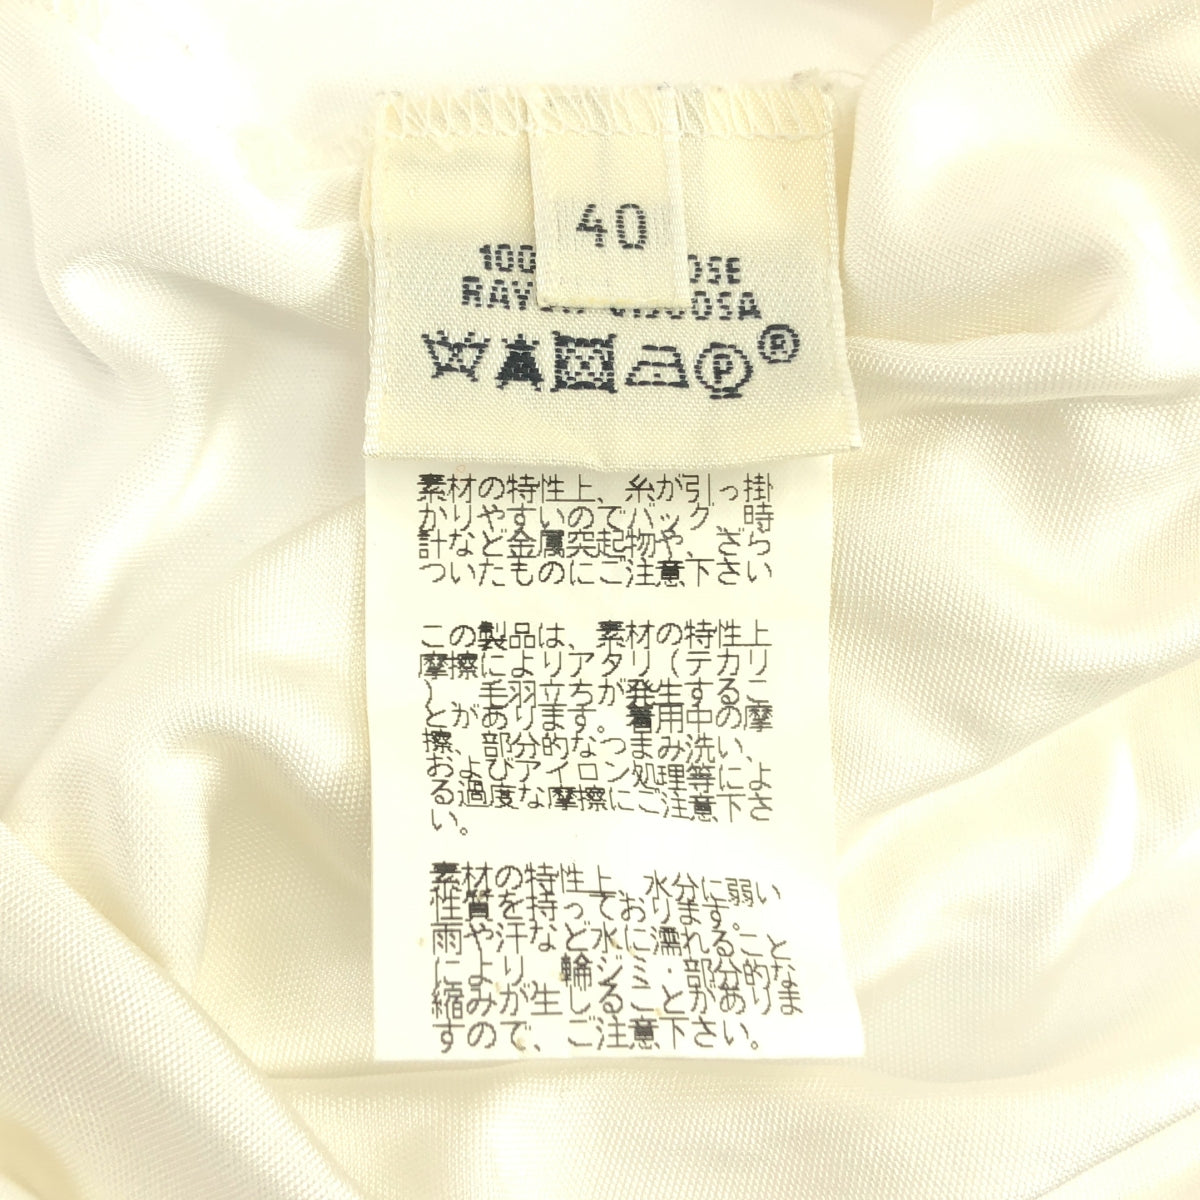 40
100
RAY
素材の特性上、糸が引っ掛
かりやすいのでバッグ、時
計など金属突起物や、ざら
ついたものにご注意下さい
この製品は、素材の特性上
摩擦によりアタリ(テカリ
)、毛羽立ちが発生するこ
とがあります。着用中の摩
擦、部分的なつまみ洗い、
およびアイロン処理等によ
る過度な摩擦にご注意下さ
い。
素材の特性上、水分に弱い
性質を持っております。
雨や汗など水に濡れること
により、輪ジミ・部分的な
縮みが生じることがありま
すので、ご注意下さい。